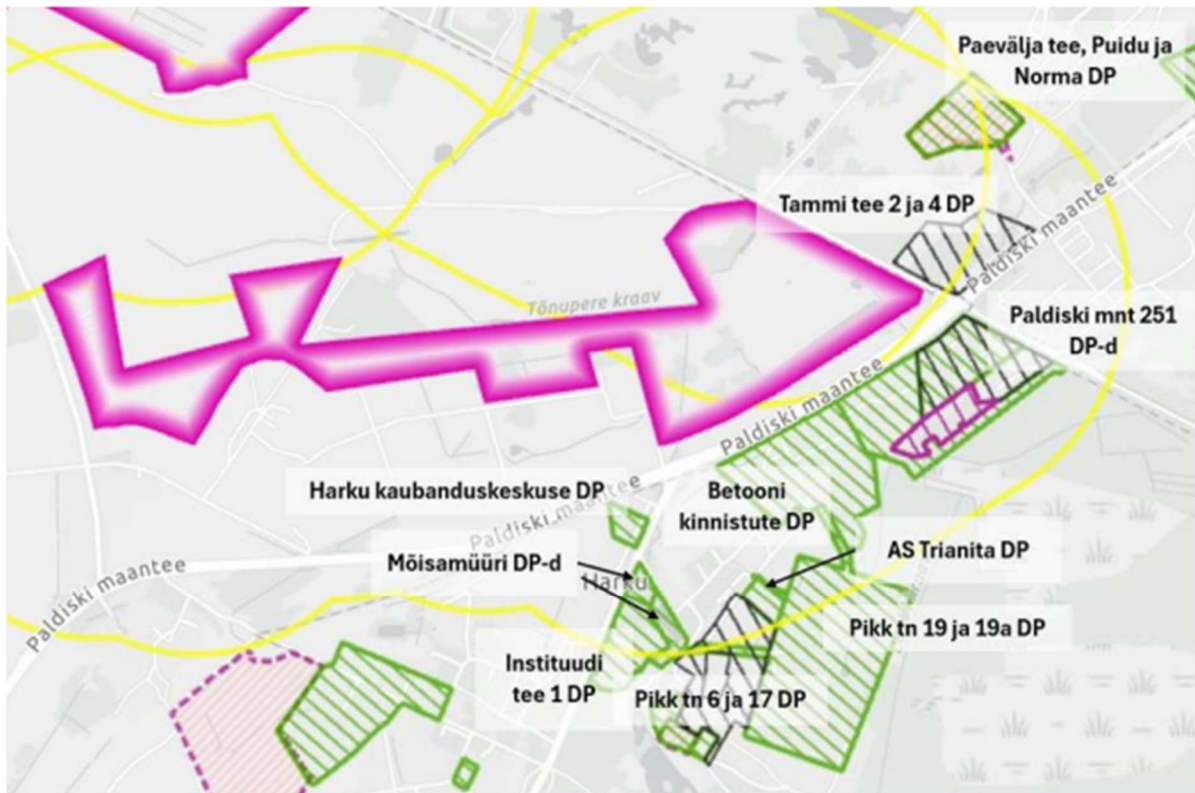 Paevälja tee, Puidu ja
Norma DP
Tammi tee 2 ja 4 DP
Paldiski maantee
Tõnupere kraav
Paldiski mnt 251
DP-d
Paldiski maantee
Harku kaubanduskeskuse DP
Paldiski maantee
Betooni
kinnistute DP
Mõisamüüri DP-d
Harku
AS Trianita DP
Paldiski maantee
Pikk tn 19 ja 19a DP
Instituudi
tee 1 DP
Pikk tn 6 ja 17 DP